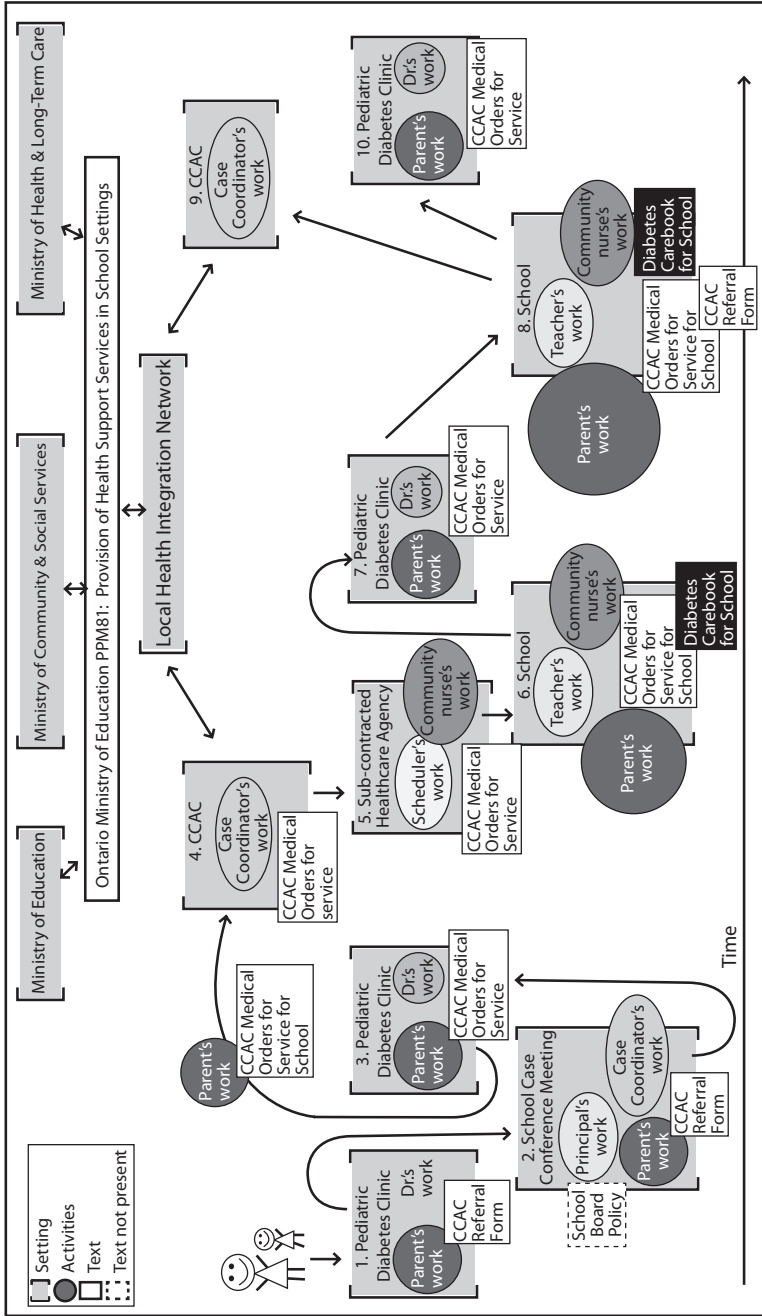 Setting
Activities
Text
Text not present
Ministry of Education
Ministry of Community & Social Services
Ministry of Health & Long-Term Care
Ontario Ministry of Education PPM81: Provision of Health Support Services in School Settings
Local Health Integration Network
1. Pediatric
Diabetes Clinic
Parent's
work
Dr.'s
work
CCAC
Referral
Form
2. School Case
Conference Meeting
Principal's
work
Parent's
work
Case
Coordinator's
work
School
Board
Policy
CCAC
Referral
Form
3. Pediatric
Diabetes Clinic
Parent's
work
Dr.'s
work
CCAC Medical
Orders for
Service
Parent's
work
CCAC Medical
Orders for
Service for
School
4. CCAC
Case
Coordinator's
work
CCAC Medical
Orders for
service
5. Sub-contracted
Healthcare Agency
Scheduler's
work
Community
nurse's
work
CCAC Medical
Orders for
Service
6. School
Teacher's
work
Community
nurse's
work
Parent's
work
CCAC Medical
Orders for
Service for
School
Diabetes
Carebook
for School
7. Pediatric
Diabetes Clinic
Parent's
work
Dr.'s
work
CCAC Medical
Orders for
Service
8. School
Teacher's
work
Community
nurse's
work
Parent's
work
CCAC Medical
Orders for
Service for
School
Diabetes
Carebook
for School
CCAC
Referral
Form
9. CCAC
Case
Coordinator's
work
10. Pediatric
Diabetes Clinic
Parent's
work
Dr.'s
work
CCAC Medical
Orders for
Service
Time